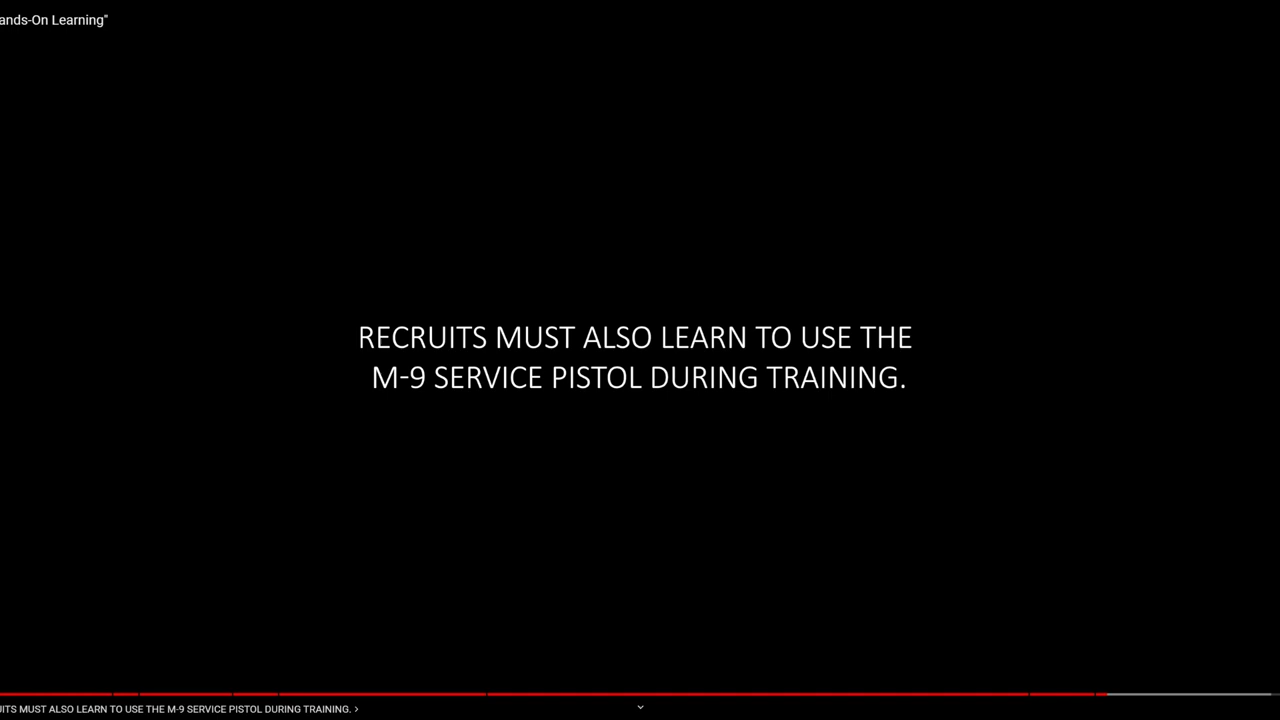 ands-On Learning"
RECRUITS MUST ALSO LEARN TO USE THE
M-9 SERVICE PISTOL DURING TRAINING.
ITS MUST ALSO LEARN TO USE THE M-9 SERVICE PISTOL DURING TRAINING. >